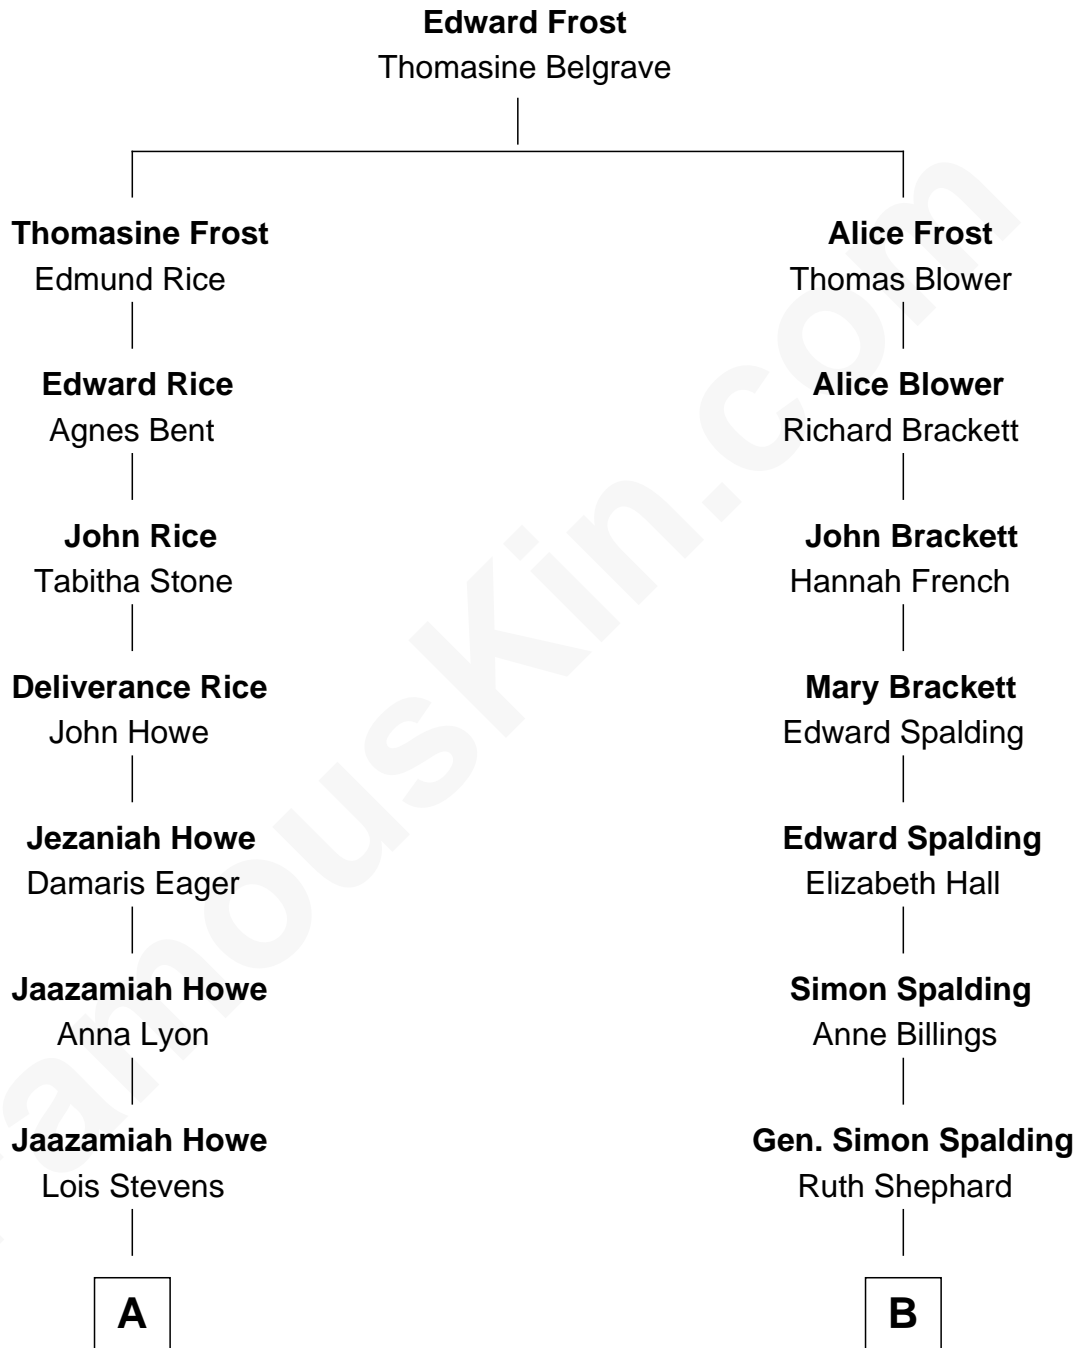 Edward Frost
Thomasine Belgrave
Thomasine Frost
Edmund Rice
Alice Frost
Thomas Blower
Edward Rice
Agnes Bent
Alice Blower
Richard Brackett
John Rice
Tabitha Stone
John Brackett
Hannah French
Deliverance Rice
John Howe
Mary Brackett
Edward Spalding
Jezaniah Howe
Damaris Eager
Edward Spalding
Elizabeth Hall
Jaazamiah Howe
Anna Lyon
Simon Spalding
Anne Billings
Jaazamiah Howe
Lois Stevens
Gen. Simon Spalding
Ruth Shephard
A
B
FamousKin.com